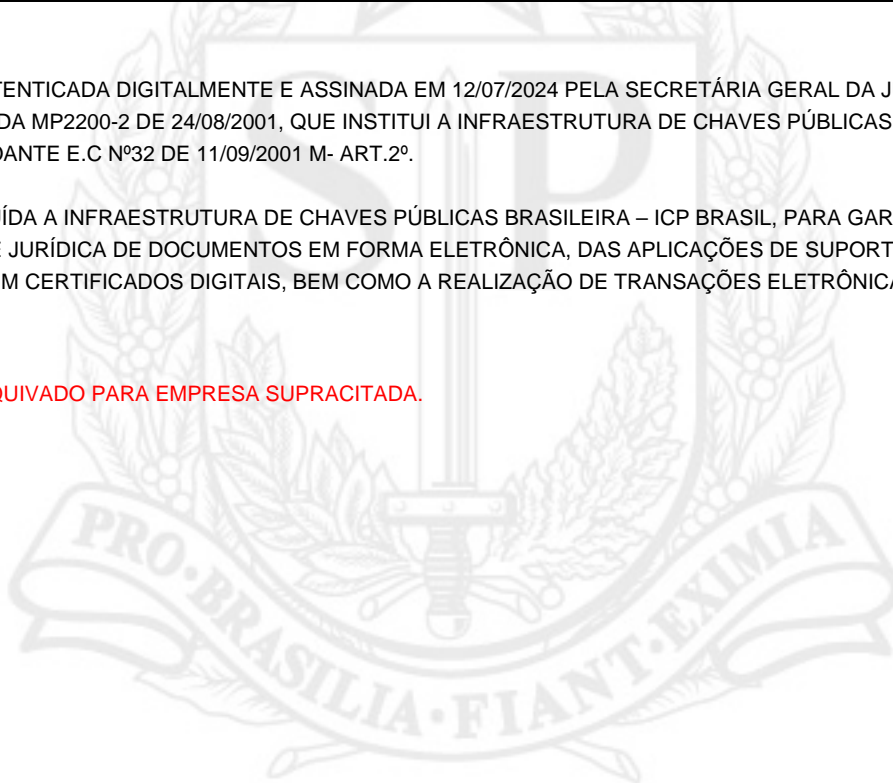 TENTICADA DIGITALMENTE E ASSINADA EM 12/07/2024 PELA SECRETÁRIA GERAL DA J
DA MP2200-2 DE 24/08/2001, QUE INSTITUI A INFRAESTRUTURA DE CHAVES PÚBLICAS
DANTE E.C Nº32 DE 11/09/2001 M- ART.2º.
UÍDA A INFRAESTRUTURA DE CHAVES PÚBLICAS BRASILEIRA – ICP BRASIL, PARA GAR
E JURÍDICA DE DOCUMENTOS EM FORMA ELETRÔNICA, DAS APLICAÇÕES DE SUPORT
M CERTIFICADOS DIGITAIS, BEM COMO A REALIZAÇÃO DE TRANSAÇÕES ELETRÔNICA
QUIVADO PARA EMPRESA SUPRACITADA.
SP
PRO·BRASILIA·FIANT·EXIMIA